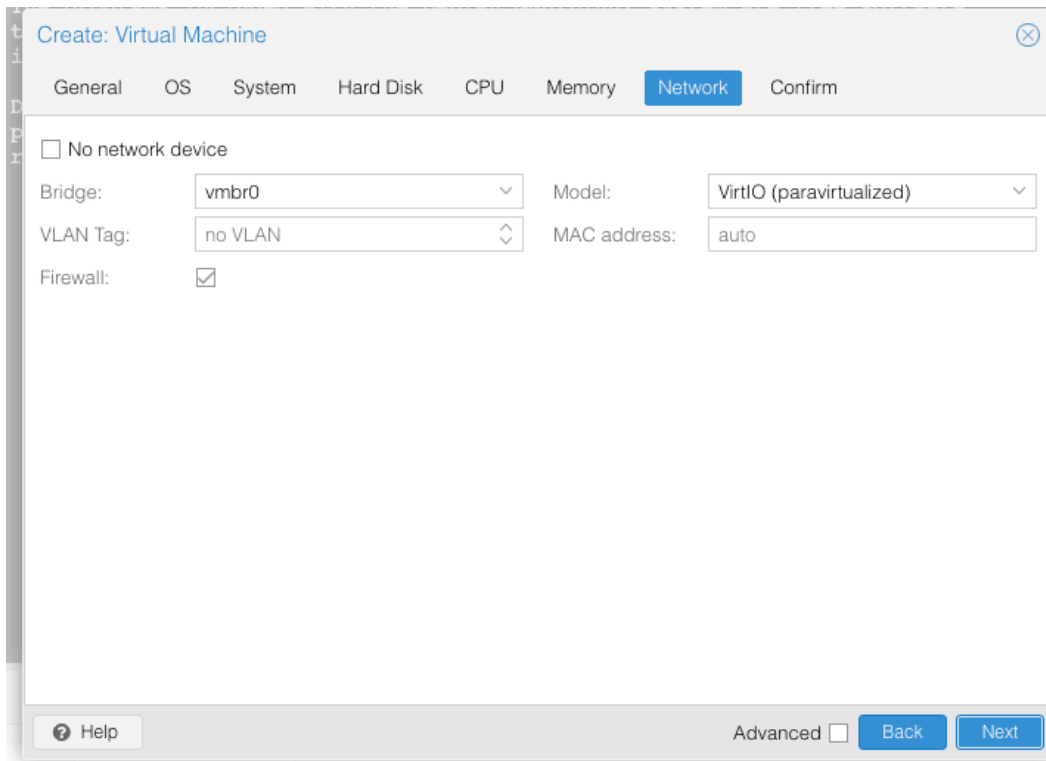 Create: Virtual Machine
General OS System Hard Disk CPU Memory Network Confirm
No network device
Bridge: vmbr0 Model: VirtIO (paravirtualized)
VLAN Tag: no VLAN MAC address: auto
Firewall:
Help Advanced Back Next